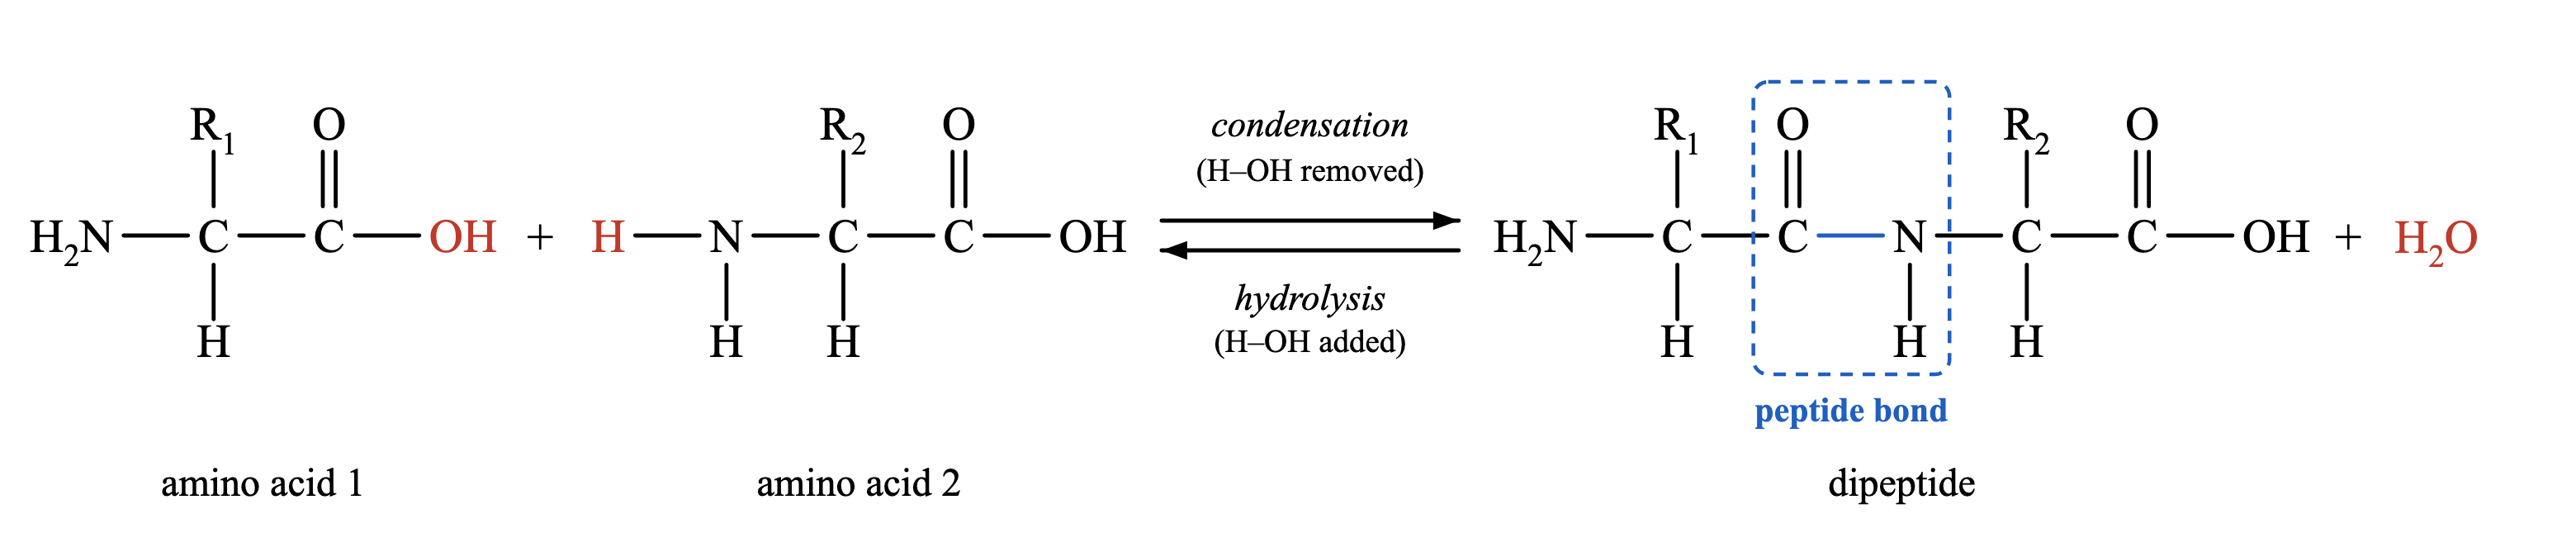 R₁ O R₂ O condensation R₁ O R₂ O
(H–OH removed)
H₂N C C OH + H N C C OH H₂N C C N C C OH + H₂O
hydrolysis
H H H (H–OH added) H H H
peptide bond
amino acid 1 amino acid 2 dipeptide